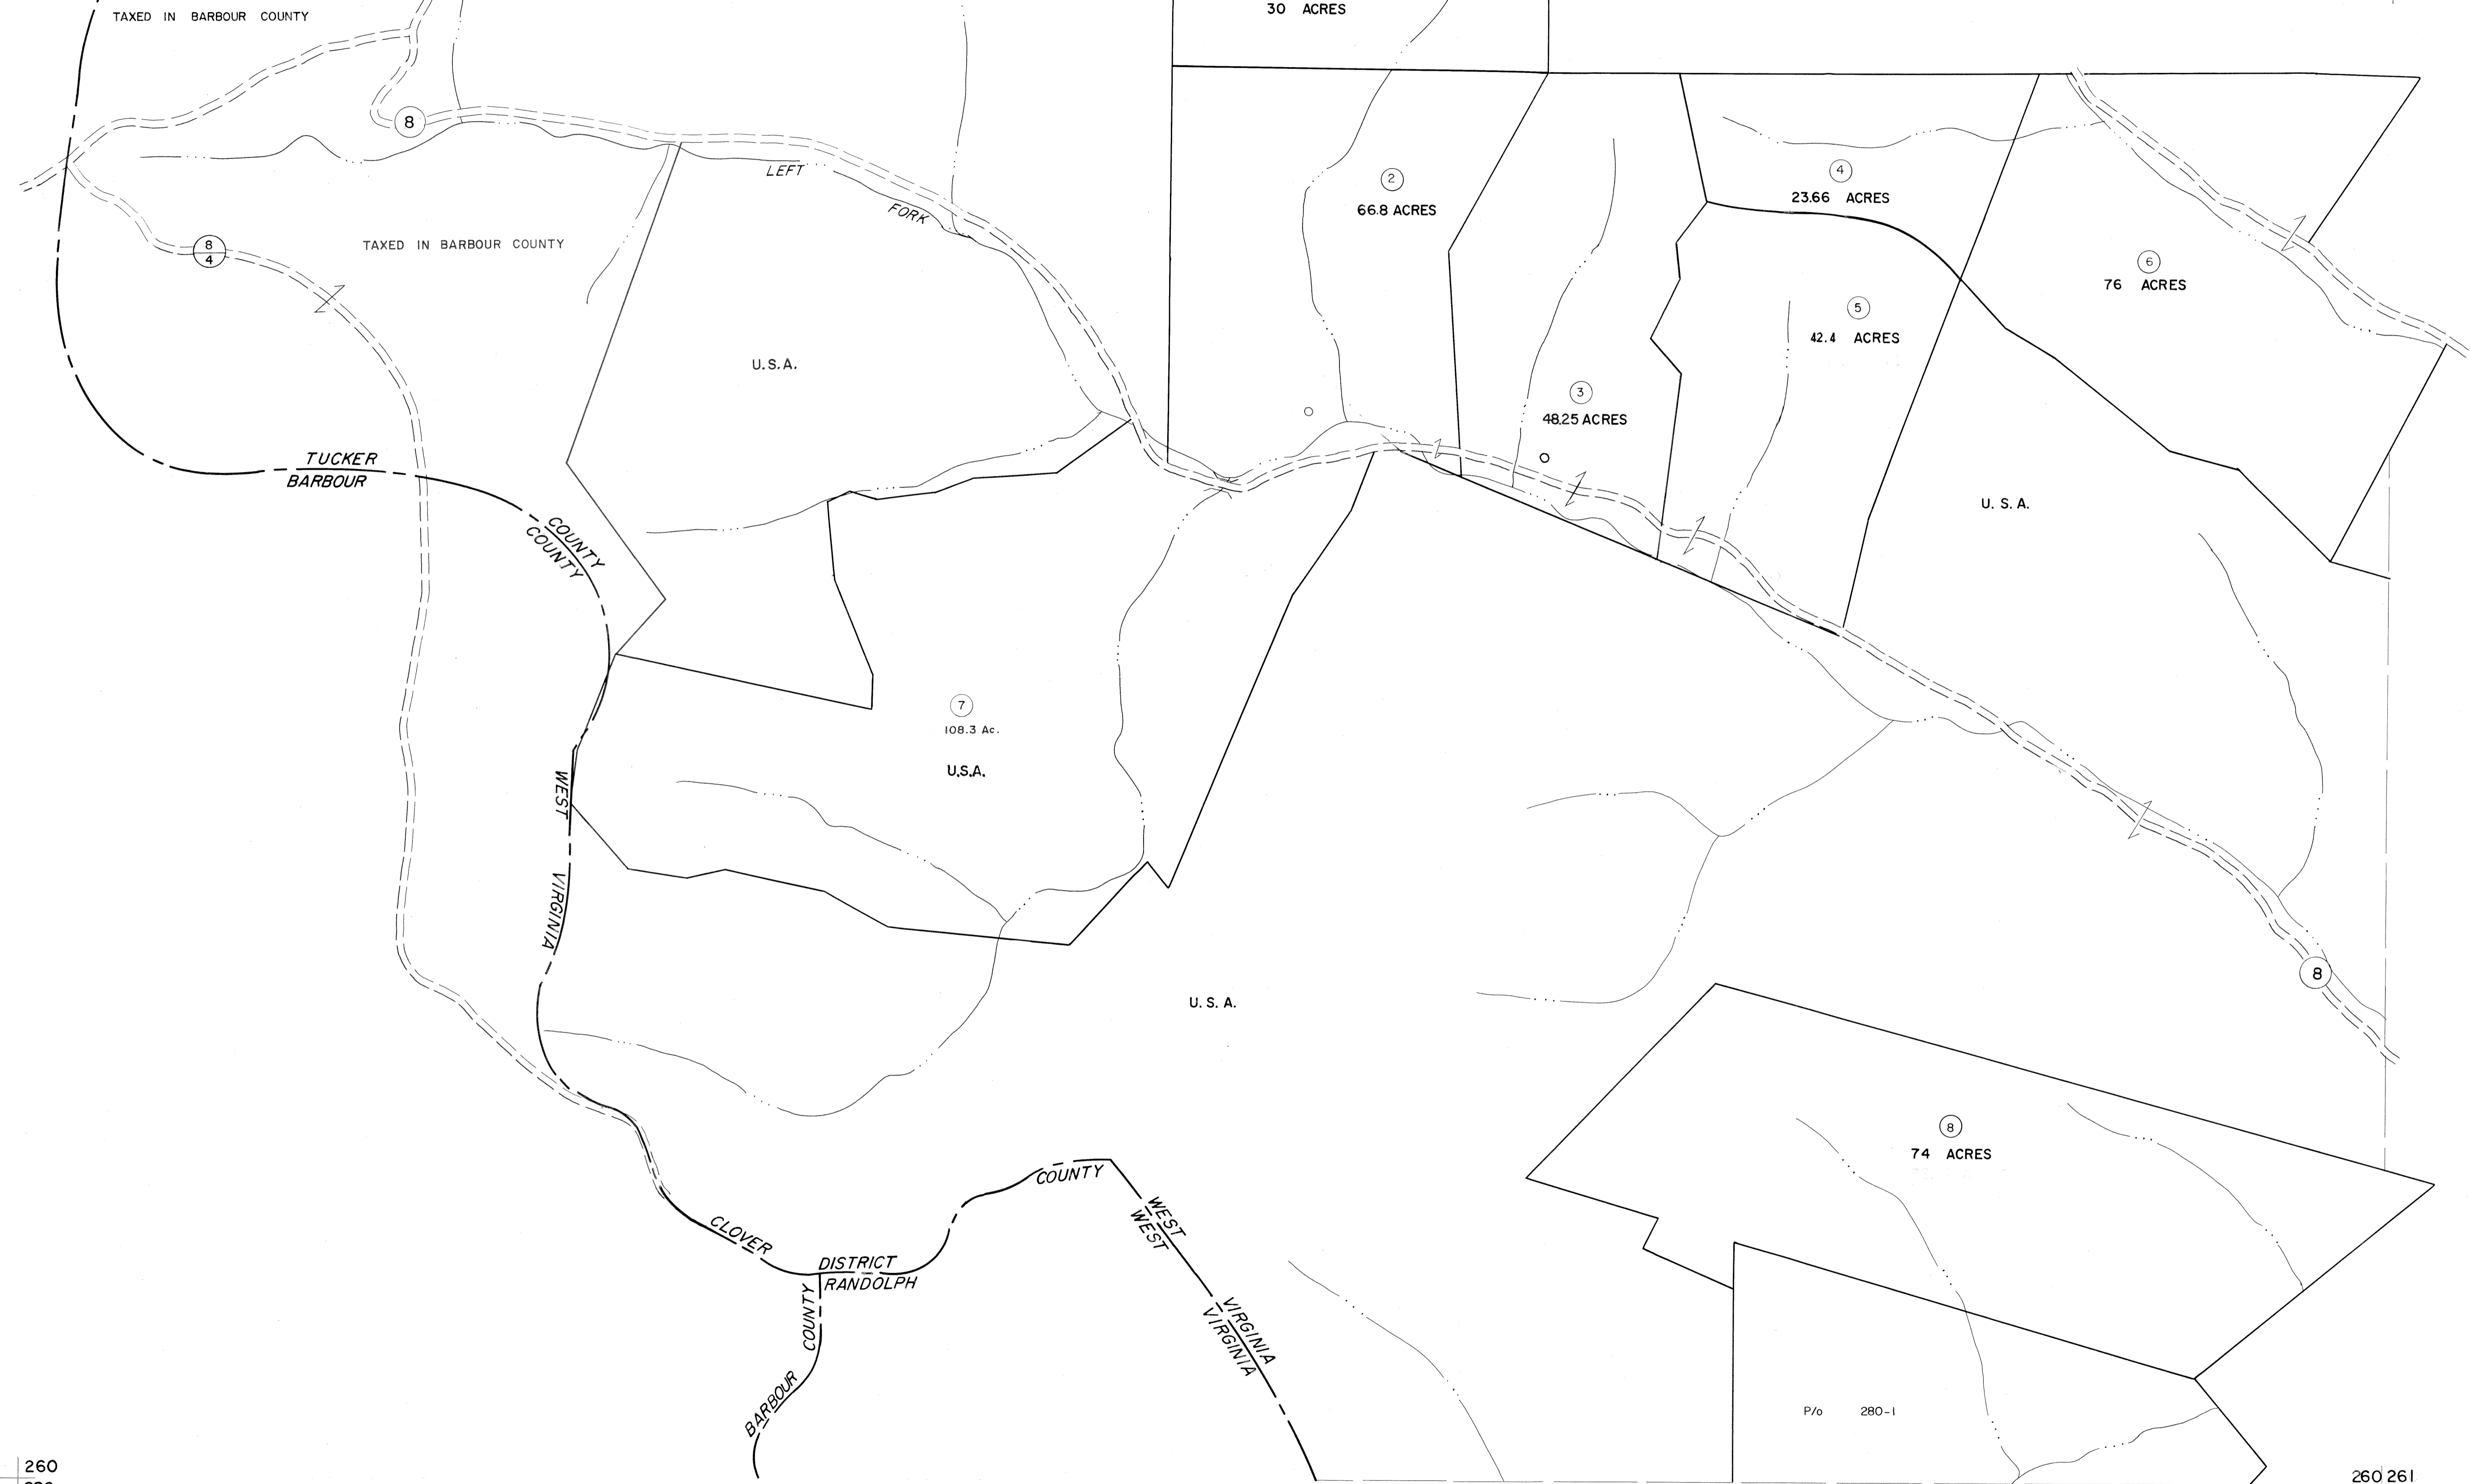 TAXED IN BARBOUR COUNTY
30 ACRES
8
LEFT
FORK
2
66.8 ACRES
4
23.66 ACRES
8
4
TAXED IN BARBOUR COUNTY
6
76 ACRES
5
42.4 ACRES
U.S.A.
3
48.25 ACRES
TUCKER
BARBOUR
COUNTY
COUNTY
U. S. A.
7
108.3 Ac.
U.S.A.
WEST
VIRGINIA
8
U. S. A.
8
74 ACRES
COUNTY
WEST
WEST
CLOVER
DISTRICT
RANDOLPH
COUNTY
BARBOUR
VIRGINIA
VIRGINIA
P/o 280-1
260
260 261